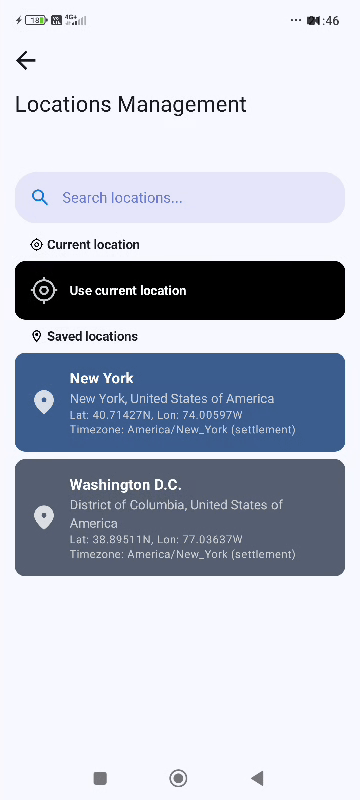 18
4G+
:46
Locations Management
Search locations...
Current location
Use current location
Saved locations
New York
New York, United States of America
Lat: 40.71427N, Lon: 74.00597W
Timezone: America/New_York (settlement)
Washington D.C.
District of Columbia, United States of
America
Lat: 38.89511N, Lon: 77.03637W
Timezone: America/New_York (settlement)